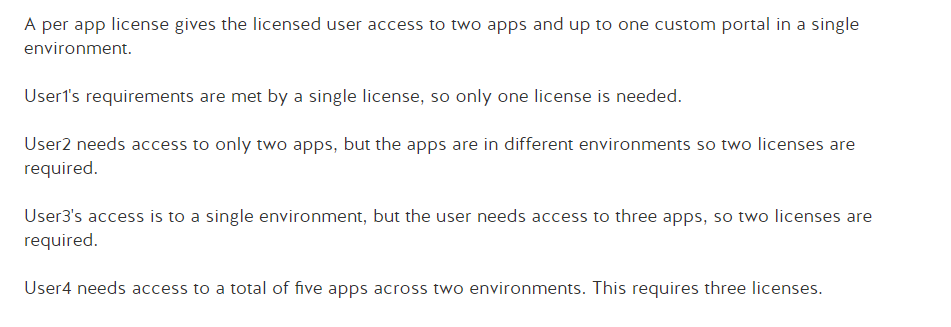 A per app license gives the licensed user access to two apps and up to one custom portal in a single
environment.
User1's requirements are met by a single license, so only one license is needed.
User2 needs access to only two apps, but the apps are in different environments so two licenses are
required.
User3's access is to a single environment, but the user needs access to three apps, so two licenses are
required.
User4 needs access to a total of five apps across two environments. This requires three licenses.